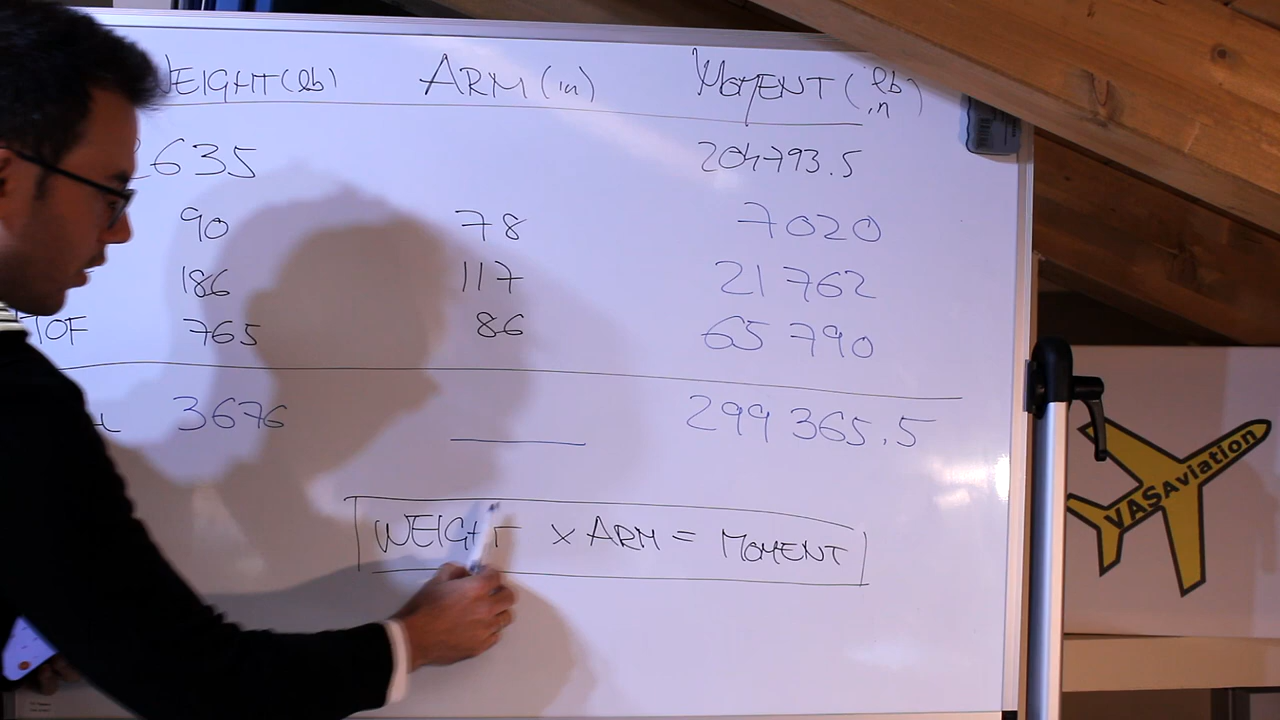 WEIGHT (lb) ARM (in) MOMENT (lb in)
2635 204793.5
90 78 7020
186 117 21762
TOF 765 86 65790
3676 299365.5
WEIGHT x ARM = MOMENT
VASAviation